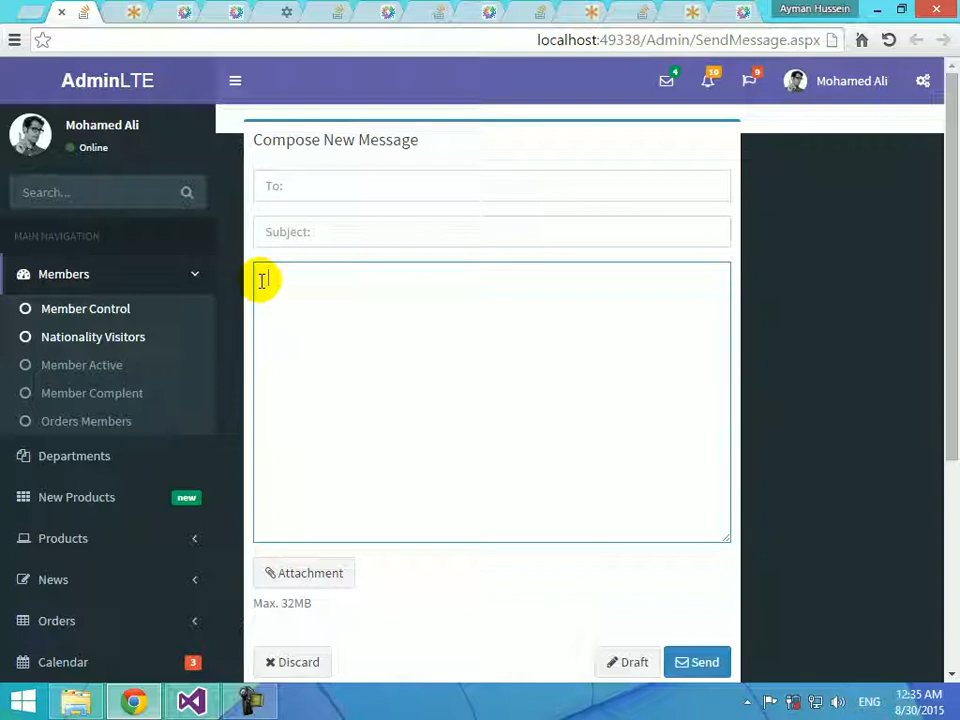 Ayman Hussein
localhost:49338/Admin/SendMessage.aspx
AdminLTE
4
10
9
Mohamed Ali
Mohamed Ali
Online
Search...
MAIN NAVIGATION
Members
Member Control
Nationality Visitors
Member Active
Member Complent
Orders Members
Departments
New Products
new
Products
News
Orders
Calendar
3
Compose New Message
To:
Subject:
Attachment
Max. 32MB
Discard
Draft
Send
ENG
12:35 AM
8/30/2015